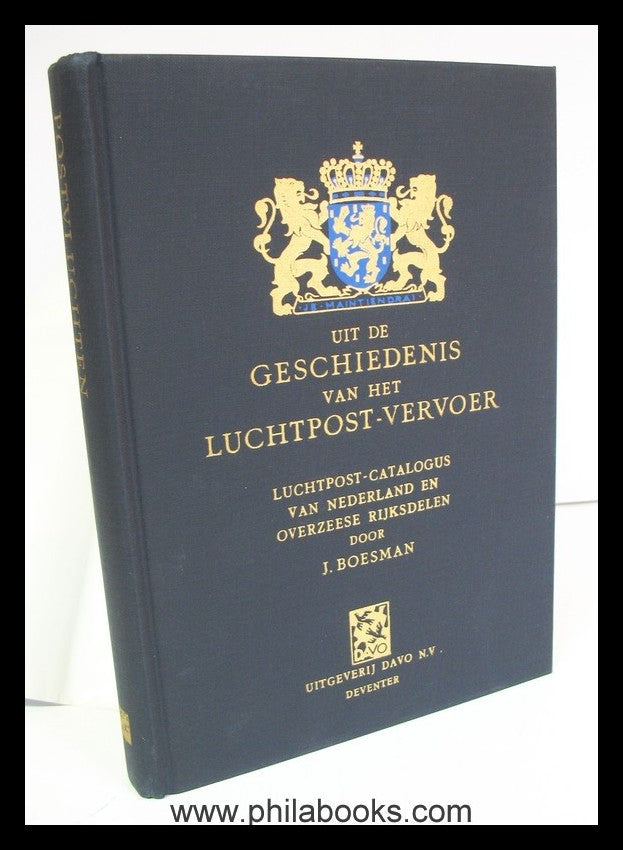 POSTVLUCHTEN
JE · MAINTIENDRAI
UIT DE
GESCHIEDENIS
VAN HET
LUCHTPOST-VERVOER
LUCHTPOST-CATALOGUS
VAN NEDERLAND EN
OVERZEESE RIJKSDELEN
DOOR
J. BOESMAN
DAVO
UITGEVERIJ DAVO N.V.
DEVENTER
www.philabooks.com